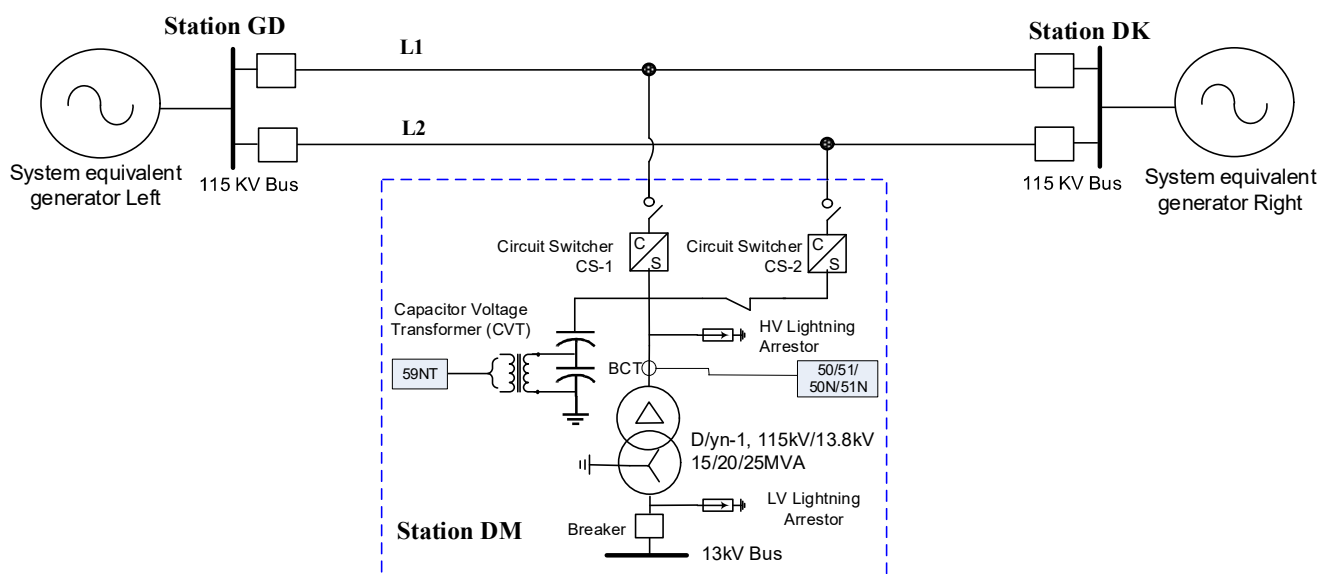 Station GD
L1
Station DK
L2
System equivalent
generator Left
115 KV Bus
115 KV Bus
System equivalent
generator Right
Circuit Switcher
CS-1
C
S
Circuit Switcher
CS-2
C
S
Capacitor Voltage
Transformer (CVT)
HV Lightning
Arrestor
59NT
BCT
50/51/
50N/51N
D/yn-1, 115kV/13.8kV
15/20/25MVA
LV Lightning
Arrestor
Station DM
Breaker
13kV Bus